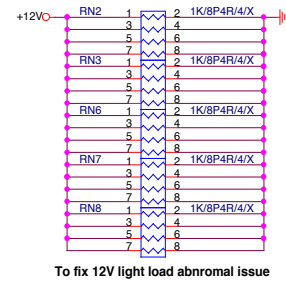 +12V RN2 1 2 1K/8P4R/4/X
3 4
5 6
7 8
RN3 1 2 1K/8P4R/4/X
3 4
5 6
7 8
RN6 1 2 1K/8P4R/4/X
3 4
5 6
7 8
RN7 1 2 1K/8P4R/4/X
3 4
5 6
7 8
RN8 1 2 1K/8P4R/4/X
3 4
5 6
7 8
To fix 12V light load abnromal issue